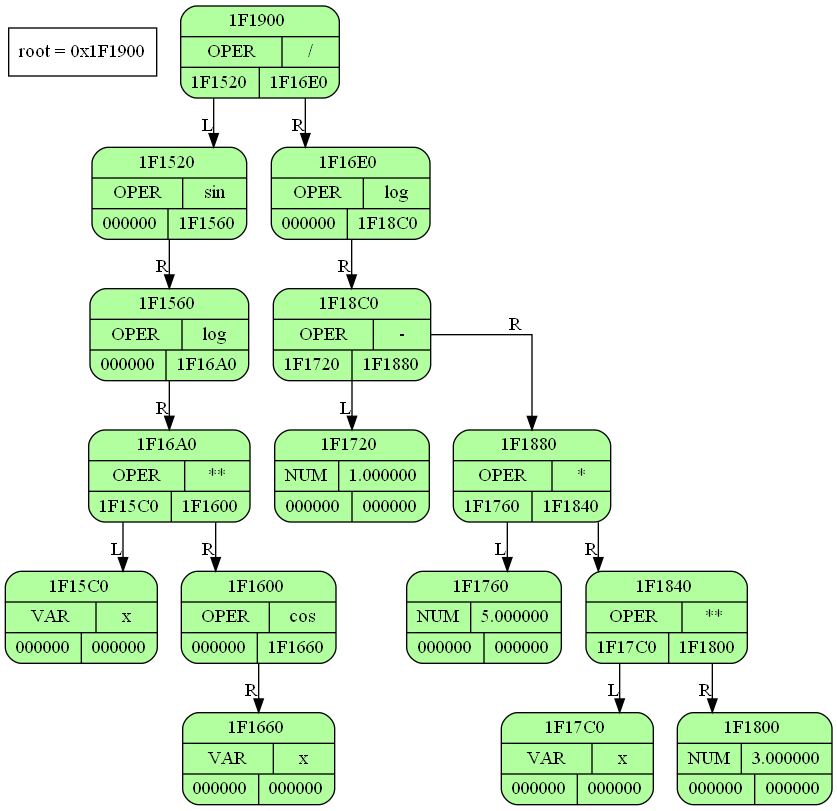 root = 0x1F1900
1F1900
OPER /
1F1520 1F16E0
L R
1F1520
OPER sin
000000 1F1560
1F16E0
OPER log
000000 1F18C0
R R
1F1560
OPER log
000000 1F16A0
1F18C0
OPER -
1F1720 1F1880
R
R L
1F16A0
OPER **
1F15C0 1F1600
1F1720
NUM 1.000000
000000 000000
1F1880
OPER *
1F1760 1F1840
L R L R
1F15C0
VAR x
000000 000000
1F1600
OPER cos
000000 1F1660
1F1760
NUM 5.000000
000000 000000
1F1840
OPER **
1F17C0 1F1800
R L R
1F1660
VAR x
000000 000000
1F17C0
VAR x
000000 000000
1F1800
NUM 3.000000
000000 000000